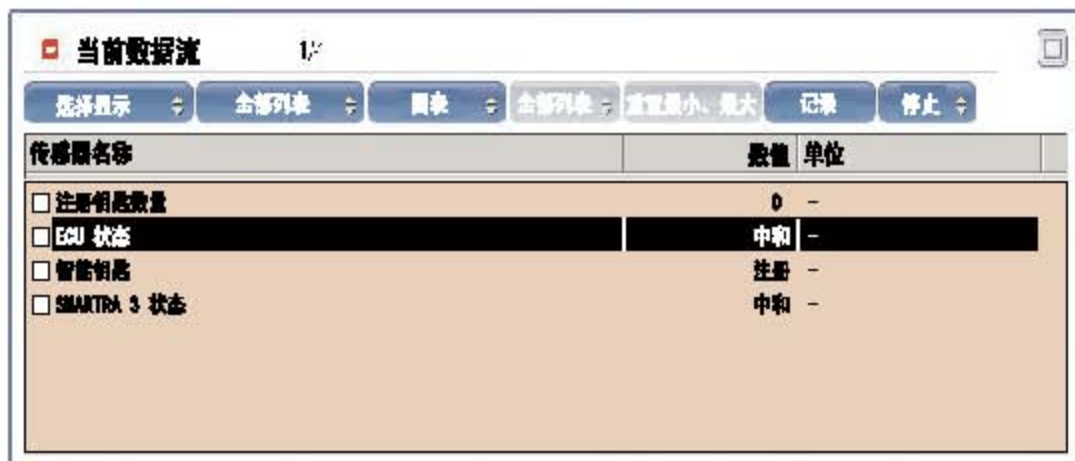 当前数据流 1/4
选择显示 全部列表 图表 全部列表 重置最小、最大 记录 停止
传感器名称 数值 单位
注册钥匙数量 0 -
ECU 状态 中和 -
智能钥匙 注册 -
SMARTRA 3 状态 中和 -